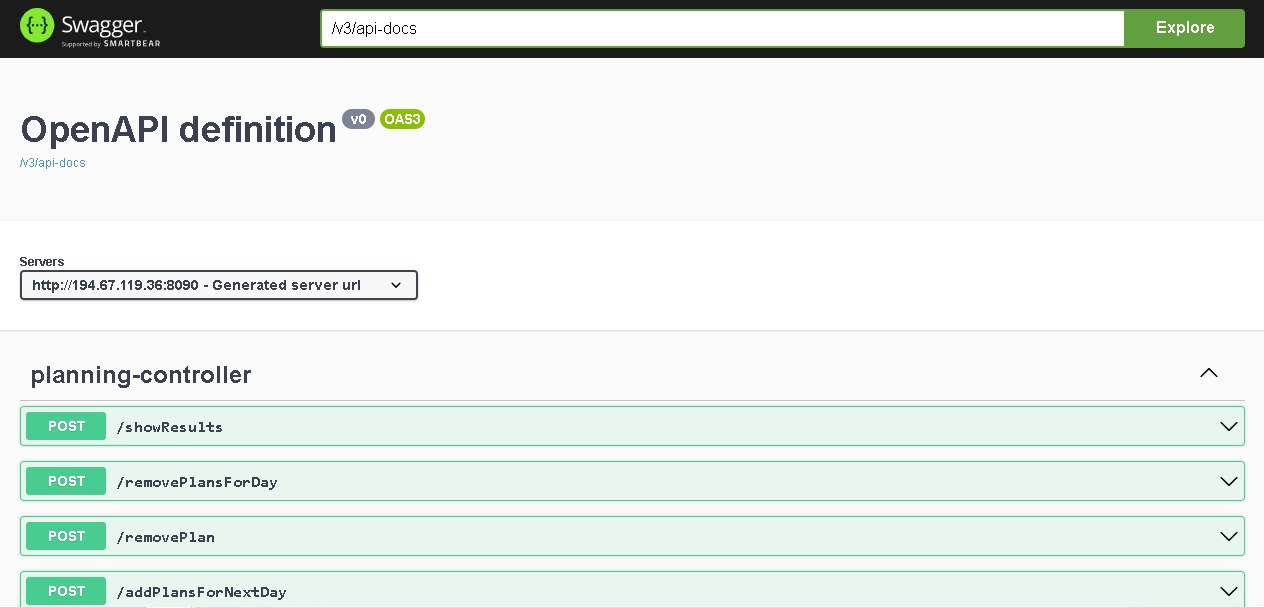 {···} Swagger.
Supported by SMARTBEAR
/v3/api-docs
Explore
OpenAPI definition v0 OAS3
/v3/api-docs
Servers
http://194.67.119.36:8090 - Generated server url
planning-controller
POST /showResults
POST /removePlansForDay
POST /removePlan
POST /addPlansForNextDay